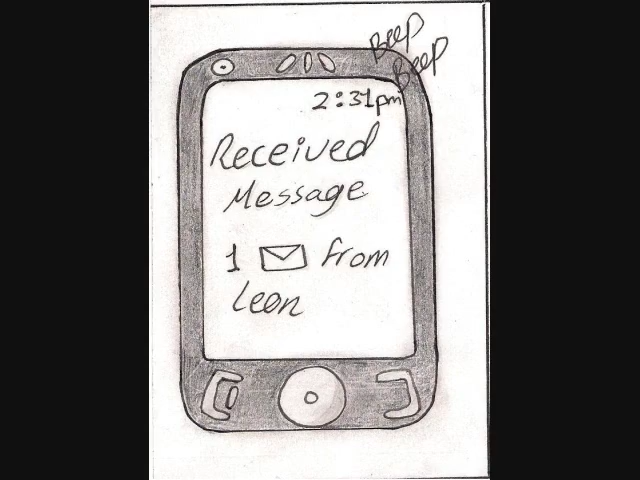 Beep
Beep
2:31pm
Received
Message
1 from
Leon